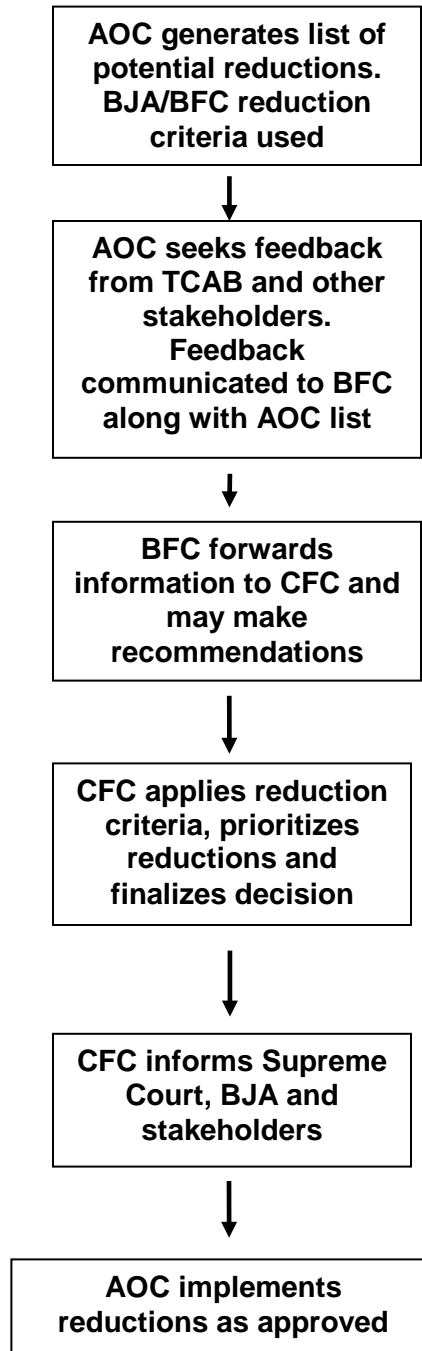 AOC generates list of
potential reductions.
BJA/BFC reduction
criteria used
AOC seeks feedback
from TCAB and other
stakeholders.
Feedback
communicated to BFC
along with AOC list
BFC forwards
information to CFC and
may make
recommendations
CFC applies reduction
criteria, prioritizes
reductions and
finalizes decision
CFC informs Supreme
Court, BJA and
stakeholders
AOC implements
reductions as approved